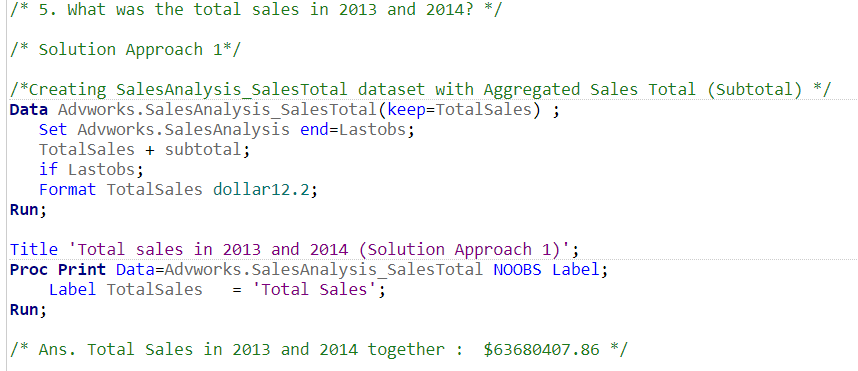 /* 5. What was the total sales in 2013 and 2014? */
/* Solution Approach 1*/
/*Creating SalesAnalysis_SalesTotal dataset with Aggregated Sales Total (Subtotal) */
Data Advworks.SalesAnalysis_SalesTotal(keep=TotalSales) ;
Set Advworks.SalesAnalysis end=Lastobs;
TotalSales + subtotal;
if Lastobs;
Format TotalSales dollar12.2;
Run;
Title 'Total sales in 2013 and 2014 (Solution Approach 1)';
Proc Print Data=Advworks.SalesAnalysis_SalesTotal NOOBS Label;
Label TotalSales   = 'Total Sales';
Run;
/* Ans. Total Sales in 2013 and 2014 together :  $63680407.86 */